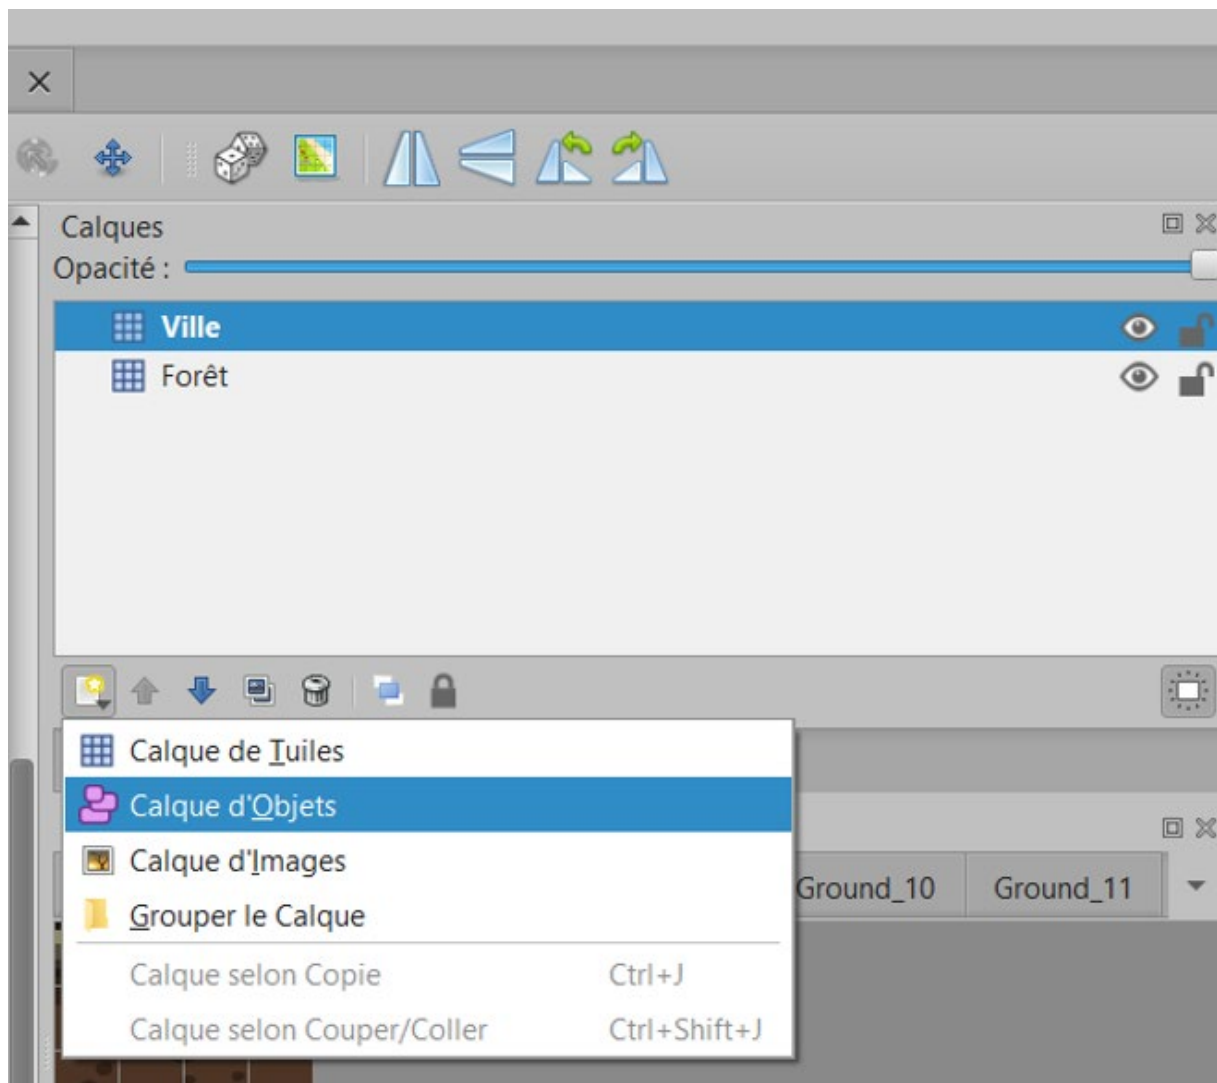 Calques
Opacité :
Ville
Forêt
Calque de Tuiles
Calque d'Objets
Calque d'Images
Ground_10 Ground_11
Grouper le Calque
Calque selon Copie Ctrl+J
Calque selon Couper/Coller Ctrl+Shift+J